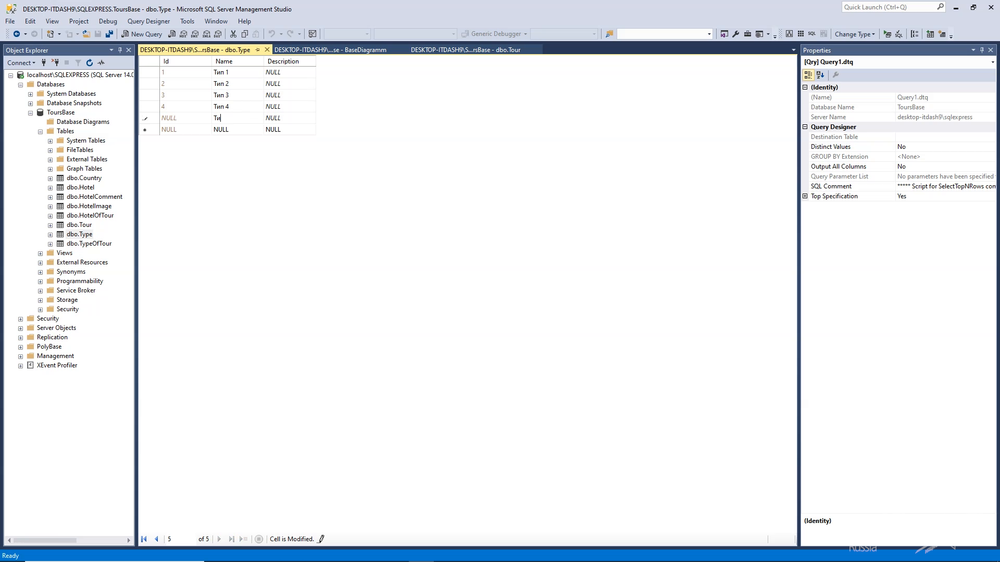 DESKTOP-ITDASH9\SQLEXPRESS.ToursBase - dbo.Type - Microsoft SQL Server Management Studio
Quick Launch (Ctrl+Q)
File Edit View Project Debug Query Designer Tools Window Help
New Query MDX DMX XMLA DAX Generic Debugger SQL Change Type
Object Explorer
DESKTOP-ITDASH9\S...rsBase - dbo.Type
DESKTOP-ITDASH9\...se - BaseDiagramm
DESKTOP-ITDASH9\S...rsBase - dbo.Tour
Properties
Connect
localhost\SQLEXPRESS (SQL Server 14.0
Databases
System Databases
Database Snapshots
ToursBase
Database Diagrams
Tables
System Tables
FileTables
External Tables
Graph Tables
dbo.Country
dbo.Hotel
dbo.HotelComment
dbo.HotelImage
dbo.HotelOfTour
dbo.Tour
dbo.Type
dbo.TypeOfTour
Views
External Resources
Synonyms
Programmability
Service Broker
Storage
Security
Security
Server Objects
Replication
PolyBase
Management
XEvent Profiler
Id Name Description
1 Тип 1 NULL
2 Тип 2 NULL
3 Тип 3 NULL
4 Тип 4 NULL
NULL Ти NULL
NULL NULL NULL
5 of 5 Cell is Modified.
[Qry] Query1.dtq
(Identity)
(Name) Query1.dtq
Database Name ToursBase
Server Name desktop-itdash9\sqlexpress
Query Designer
Destination Table
Distinct Values No
GROUP BY Extension <None>
Output All Columns No
Query Parameter List No parameters have been specified
SQL Comment ***** Script for SelectTopNRows com
Top Specification Yes
(Identity)
Russia
Ready